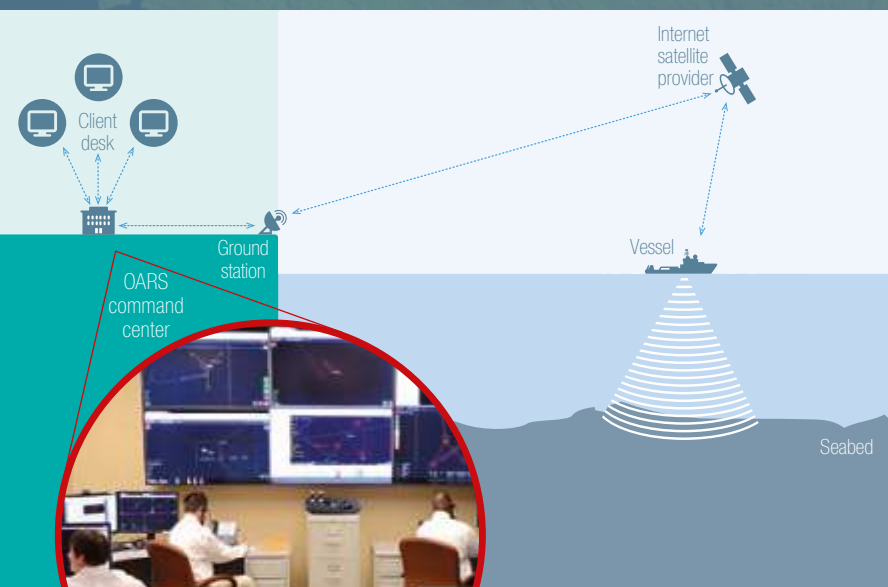 Internet
satellite
provider
Client
desk
Ground
station
Vessel
OARS
command
center
Seabed